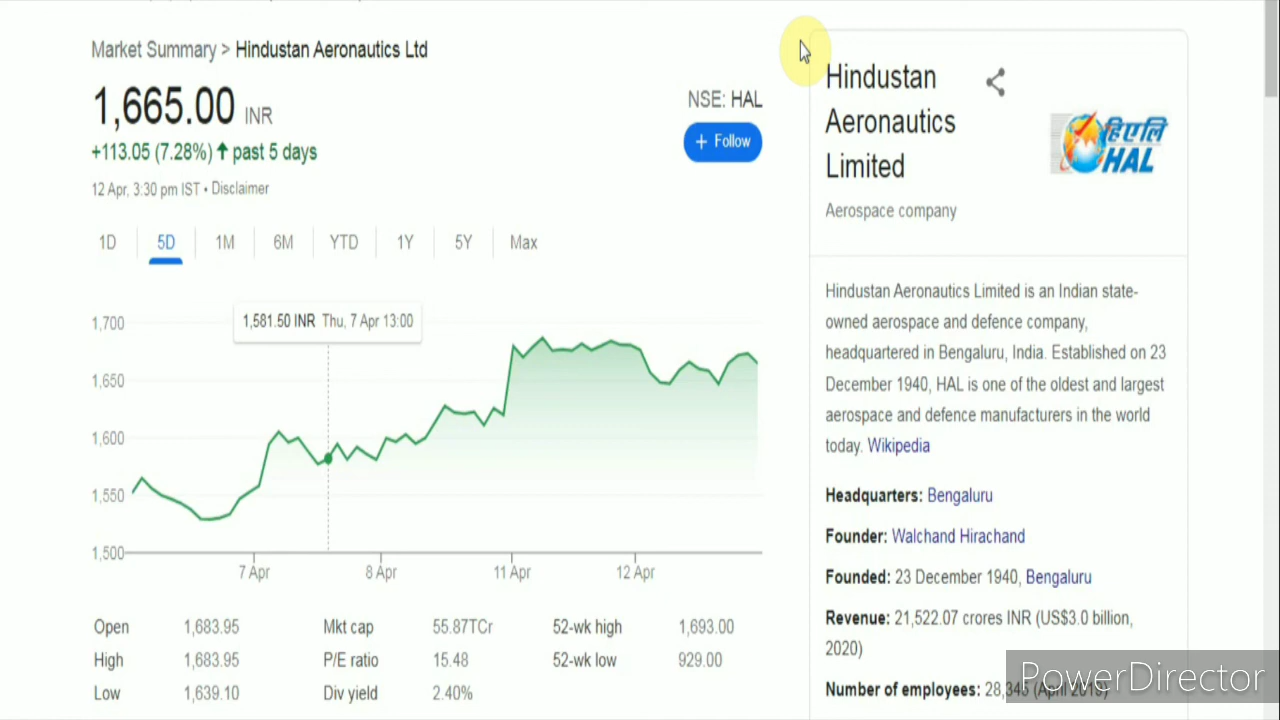 Market Summary > Hindustan Aeronautics Ltd
1,665.00 INR
+113.05 (7.28%) ↑ past 5 days
12 Apr, 3:30 pm IST • Disclaimer
NSE: HAL
+ Follow
1D 5D 1M 6M YTD 1Y 5Y Max
1,581.50 INR Thu, 7 Apr 13:00
1,700
1,650
1,600
1,550
1,500
7 Apr 8 Apr 11 Apr 12 Apr
Open 1,683.95 Mkt cap 55.87TCr 52-wk high 1,693.00
High 1,683.95 P/E ratio 15.48 52-wk low 929.00
Low 1,639.10 Div yield 2.40%
Hindustan
Aeronautics
Limited
Aerospace company
हिएलि
HAL
Hindustan Aeronautics Limited is an Indian state-
owned aerospace and defence company,
headquartered in Bengaluru, India. Established on 23
December 1940, HAL is one of the oldest and largest
aerospace and defence manufacturers in the world
today. Wikipedia
Headquarters: Bengaluru
Founder: Walchand Hirachand
Founded: 23 December 1940, Bengaluru
Revenue: 21,522.07 crores INR (US$3.0 billion,
2020)
Number of employees:
PowerDirector